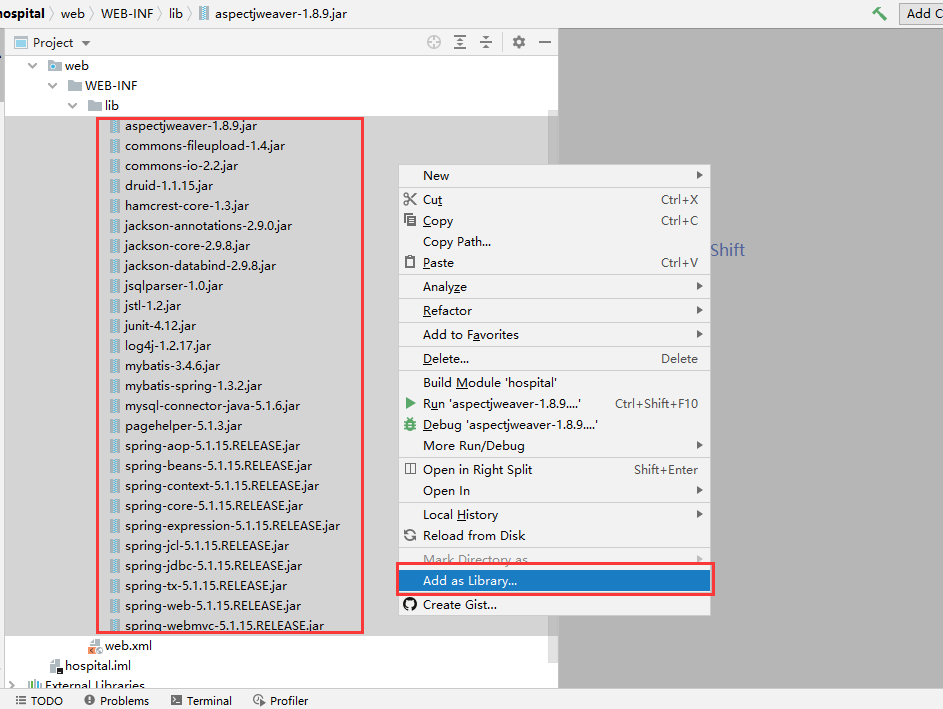 hospital web WEB-INF lib aspectjweaver-1.8.9.jar
Add C
Project
web
WEB-INF
lib
aspectjweaver-1.8.9.jar
commons-fileupload-1.4.jar
commons-io-2.2.jar
druid-1.1.15.jar
hamcrest-core-1.3.jar
jackson-annotations-2.9.0.jar
jackson-core-2.9.8.jar
jackson-databind-2.9.8.jar
jsqlparser-1.0.jar
jstl-1.2.jar
junit-4.12.jar
log4j-1.2.17.jar
mybatis-3.4.6.jar
mybatis-spring-1.3.2.jar
mysql-connector-java-5.1.6.jar
pagehelper-5.1.3.jar
spring-aop-5.1.15.RELEASE.jar
spring-beans-5.1.15.RELEASE.jar
spring-context-5.1.15.RELEASE.jar
spring-core-5.1.15.RELEASE.jar
spring-expression-5.1.15.RELEASE.jar
spring-jcl-5.1.15.RELEASE.jar
spring-jdbc-5.1.15.RELEASE.jar
spring-tx-5.1.15.RELEASE.jar
spring-web-5.1.15.RELEASE.jar
spring-webmvc-5.1.15.RELEASE.jar
web.xml
hospital.iml
External Libraries
New
Cut Ctrl+X
Copy Ctrl+C
Copy Path...
Paste Ctrl+V
Analyze
Refactor
Add to Favorites
Delete... Delete
Build Module 'hospital'
Run 'aspectjweaver-1.8.9....' Ctrl+Shift+F10
Debug 'aspectjweaver-1.8.9....'
More Run/Debug
Open in Right Split Shift+Enter
Open In
Local History
Reload from Disk
Mark Directory as
Add as Library...
Create Gist...
Shift
TODO Problems Terminal Profiler